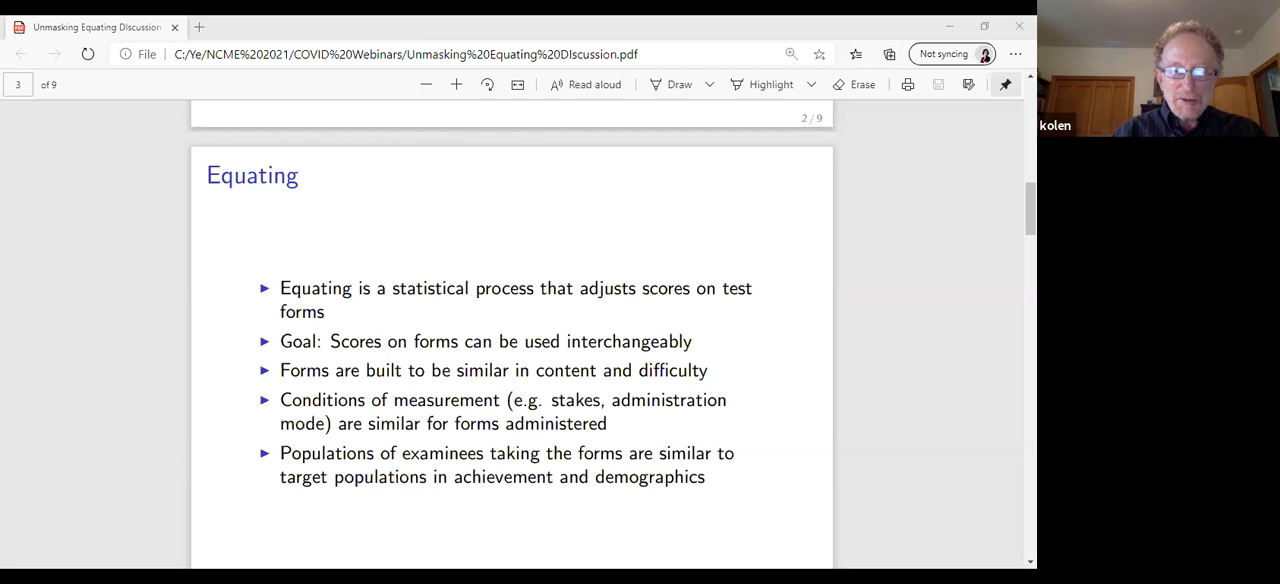 Unmasking Equating DIscussion
File
C:/Ye/NCME%202021/COVID%20Webinars/Unmasking%20Equating%20DIscussion.pdf
Not syncing
3 of 9
Read aloud
Draw
Highlight
Erase
kolen
2 / 9
Equating
Equating is a statistical process that adjusts scores on test
forms
Goal: Scores on forms can be used interchangeably
Forms are built to be similar in content and difficulty
Conditions of measurement (e.g. stakes, administration
mode) are similar for forms administered
Populations of examinees taking the forms are similar to
target populations in achievement and demographics